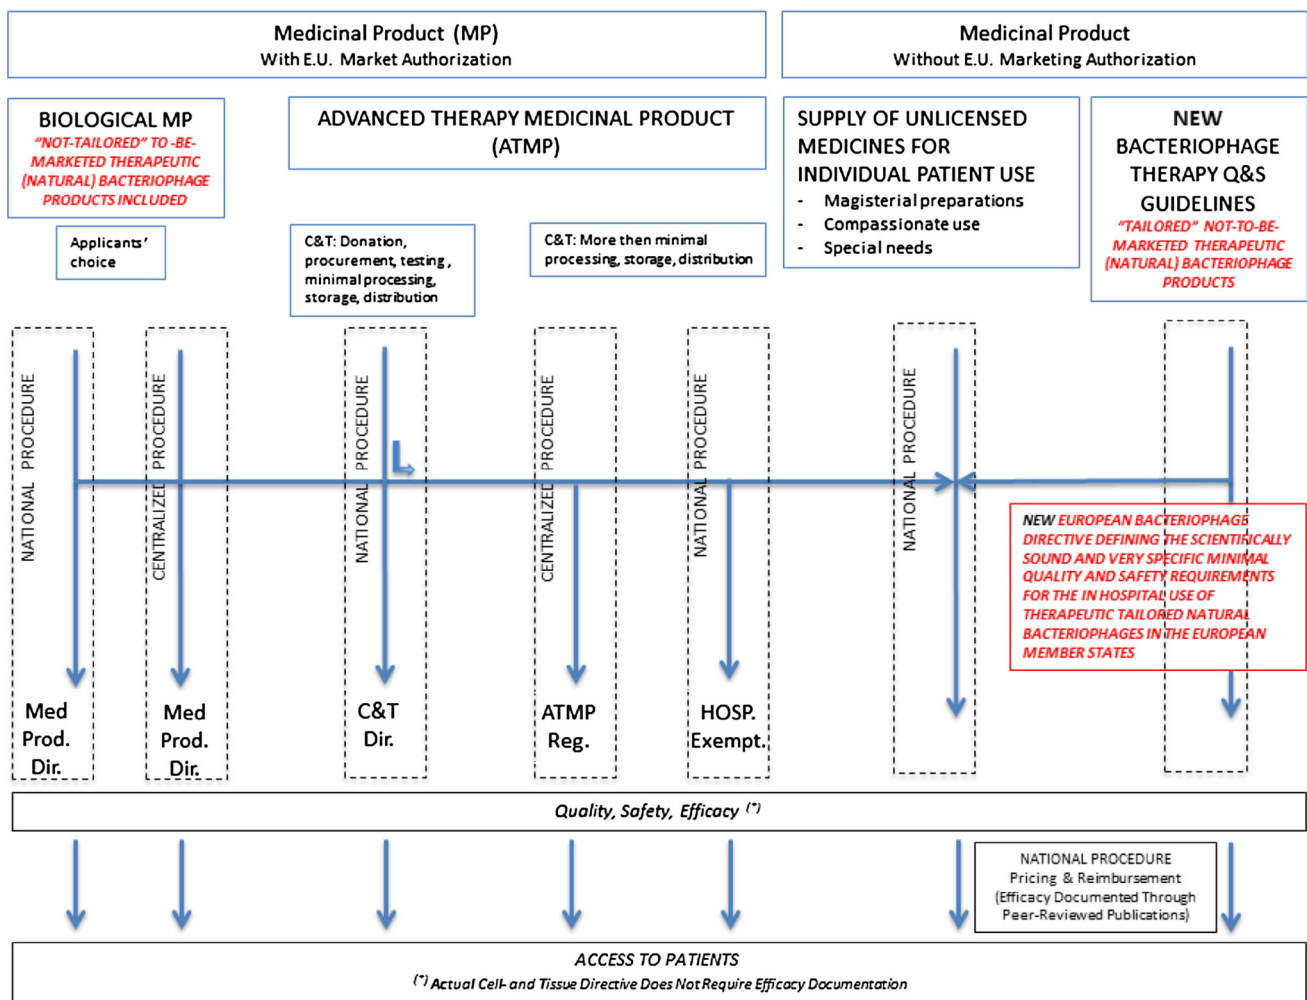 Medicinal Product (MP)
With E.U. Market Authorization
Medicinal Product
Without E.U. Marketing Authorization
BIOLOGICAL MP
“NOT-TAILORED” TO -BE-
MARKETED THERAPEUTIC
(NATURAL) BACTERIOPHAGE
PRODUCTS INCLUDED
ADVANCED THERAPY MEDICINAL PRODUCT
(ATMP)
SUPPLY OF UNLICENSED
MEDICINES FOR
INDIVIDUAL PATIENT USE
- Magisterial preparations
- Compassionate use
- Special needs
NEW
BACTERIOPHAGE
THERAPY Q&S
GUIDELINES
“TAILORED” NOT-TO-BE-
MARKETED THERAPEUTIC
(NATURAL) BACTERIOPHAGE
PRODUCTS
Applicants’
choice
C&T: Donation,
procurement, testing ,
minimal processing,
storage, distribution
C&T: More then minimal
processing, storage, distribution
NATIONAL PROCEDURE
CENTRALIZED PROCEDURE
NATIONAL PROCEDURE
CENTRALIZED PROCEDURE
NATIONAL PROCEDURE
NATIONAL PROCEDURE
NEW EUROPEAN BACTERIOPHAGE
DIRECTIVE DEFINING THE SCIENTIFICALLY
SOUND AND VERY SPECIFIC MINIMAL
QUALITY AND SAFETY REQUIREMENTS
FOR THE IN HOSPITAL USE OF
THERAPEUTIC TAILORED NATURAL
BACTERIOPHAGES IN THE EUROPEAN
MEMBER STATES
Med
Prod.
Dir.
Med
Prod.
Dir.
C&T
Dir.
ATMP
Reg.
HOSP.
Exempt.
Quality, Safety, Efficacy (*)
NATIONAL PROCEDURE
Pricing & Reimbursement
(Efficacy Documented Through
Peer-Reviewed Publications)
ACCESS TO PATIENTS
(*) Actual Cell- and Tissue Directive Does Not Require Efficacy Documentation